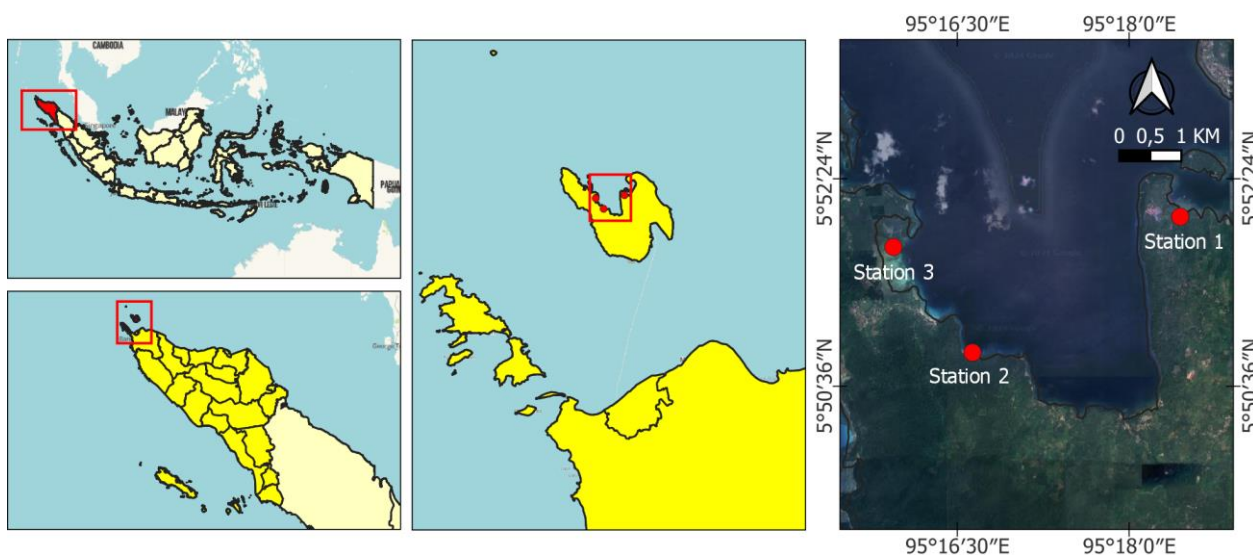 CAMBODIA
MALAY
PAPUA
95°16′30″E
95°18′0″E
0 0,5 1 KM
5°52′24″N
5°52′24″N
Station 1
Station 3
Station 2
5°50′36″N
5°50′36″N
95°16′30″E
95°18′0″E